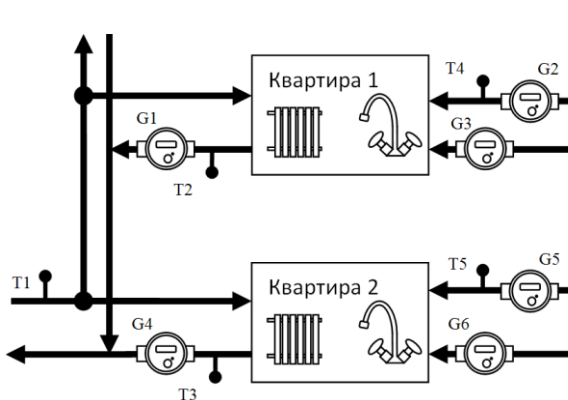 T4 G2
Квартира 1
G1 G3
T2
T5 G5
T1 Квартира 2
G4 G6
T3